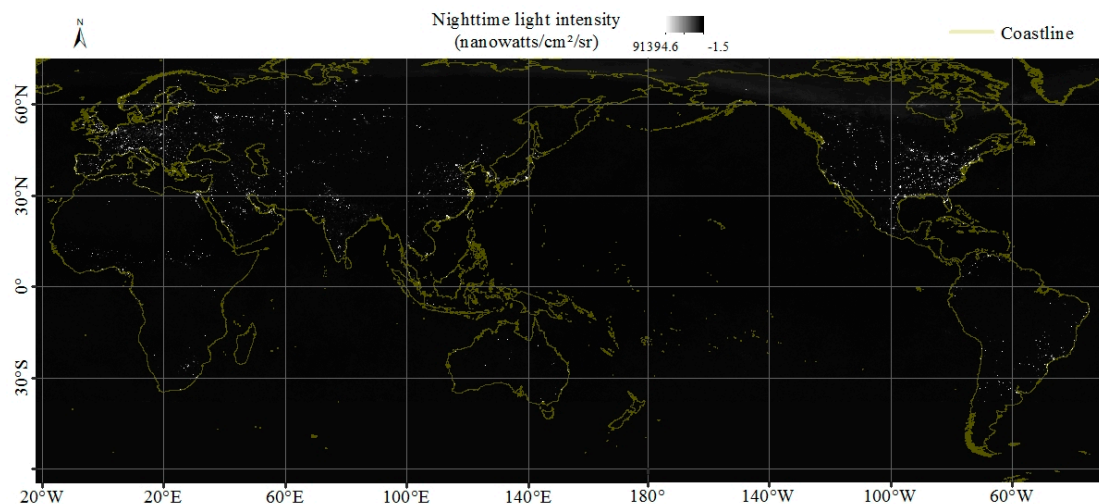 N
Nighttime light intensity
(nanowatts/cm²/sr)
91394.6
-1.5
Coastline
60°N
30°N
0°
30°S
20°W
20°E
60°E
100°E
140°E
180°
140°W
100°W
60°W